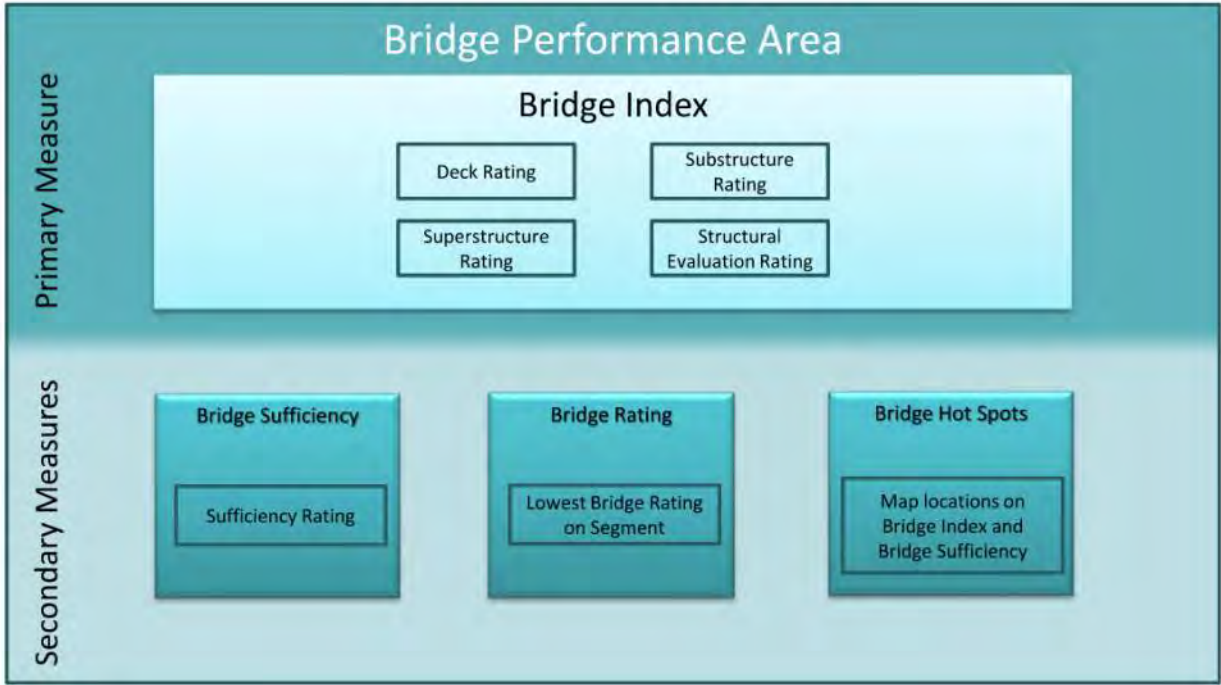 Bridge Performance Area
Primary Measure
Bridge Index
Deck Rating
Substructure
Rating
Superstructure
Rating
Structural
Evaluation Rating
Secondary Measures
Bridge Sufficiency
Sufficiency Rating
Bridge Rating
Lowest Bridge Rating
on Segment
Bridge Hot Spots
Map locations on
Bridge Index and
Bridge Sufficiency